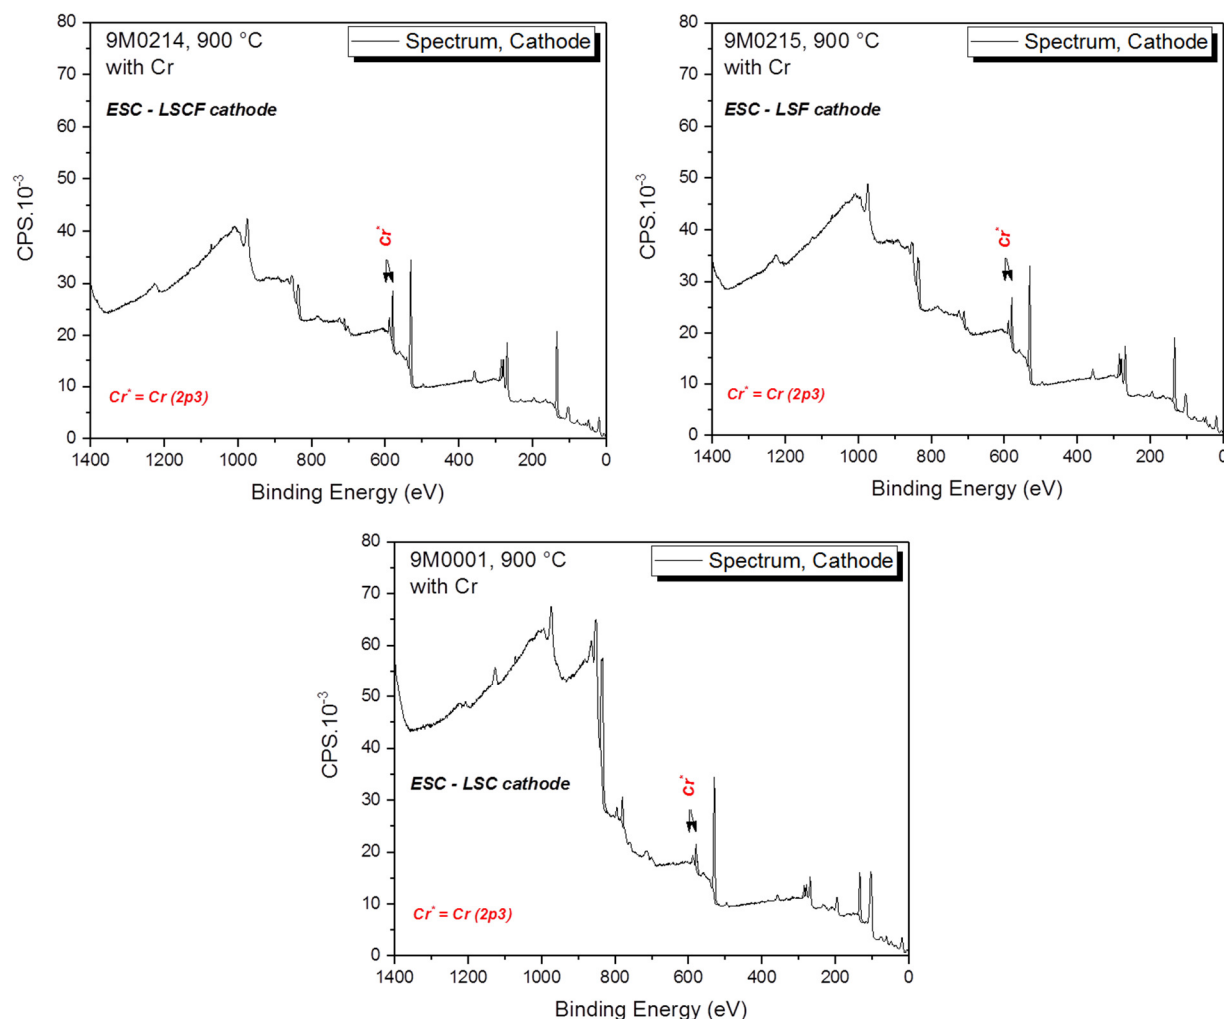 9M0214, 900 °C
with Cr
Spectrum, Cathode
ESC - LSCF cathode
Cr*
Cr* = Cr (2p3)
CPS.10-3
80
70
60
50
40
30
20
10
0
1400 1200 1000 800 600 400 200 0
Binding Energy (eV)
9M0215, 900 °C
with Cr
Spectrum, Cathode
ESC - LSF cathode
Cr*
Cr* = Cr (2p3)
CPS.10-3
80
70
60
50
40
30
20
10
0
1400 1200 1000 800 600 400 200 0
Binding Energy (eV)
9M0001, 900 °C
with Cr
Spectrum, Cathode
ESC - LSC cathode
Cr*
Cr* = Cr (2p3)
CPS.10-3
80
70
60
50
40
30
20
10
0
1400 1200 1000 800 600 400 200 0
Binding Energy (eV)